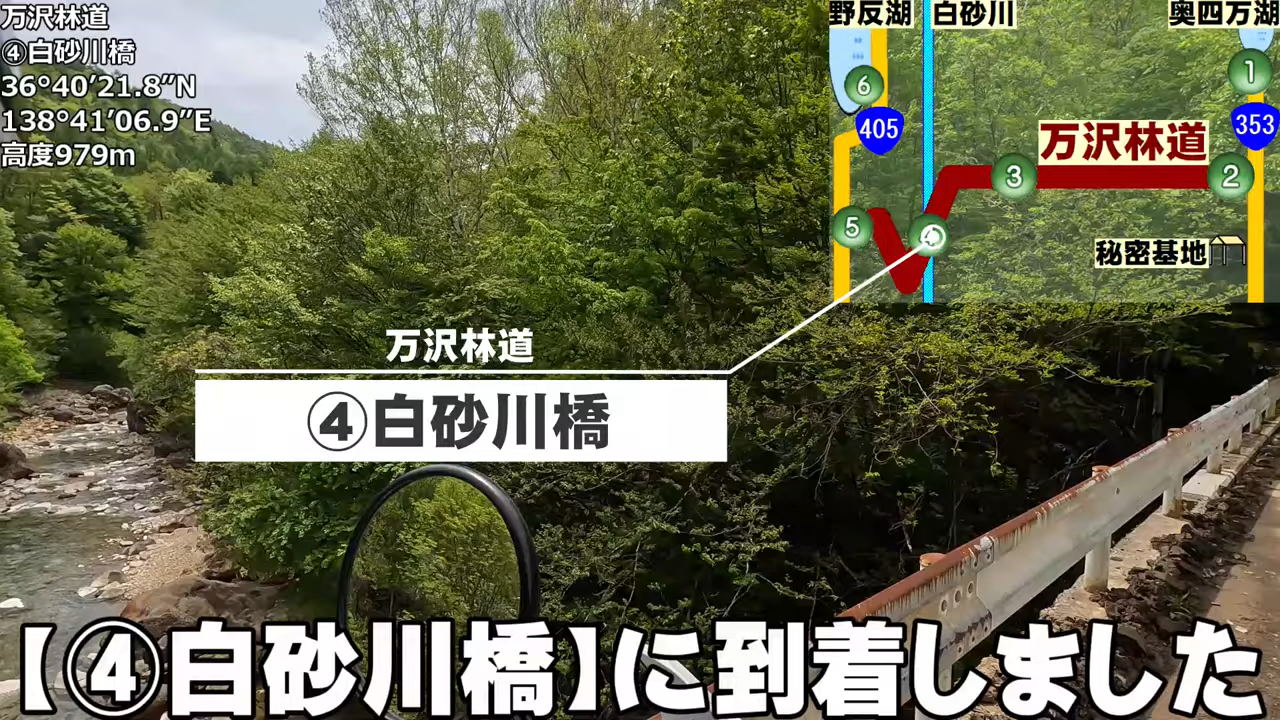 万沢林道
④白砂川橋
36°40′21.8″N
138°41′06.9″E
高度979m
野反湖
白砂川
奥四万湖
1
6
405
353
万沢林道
3
2
5
4
秘密基地
万沢林道
④白砂川橋
【④白砂川橋】に到着しました